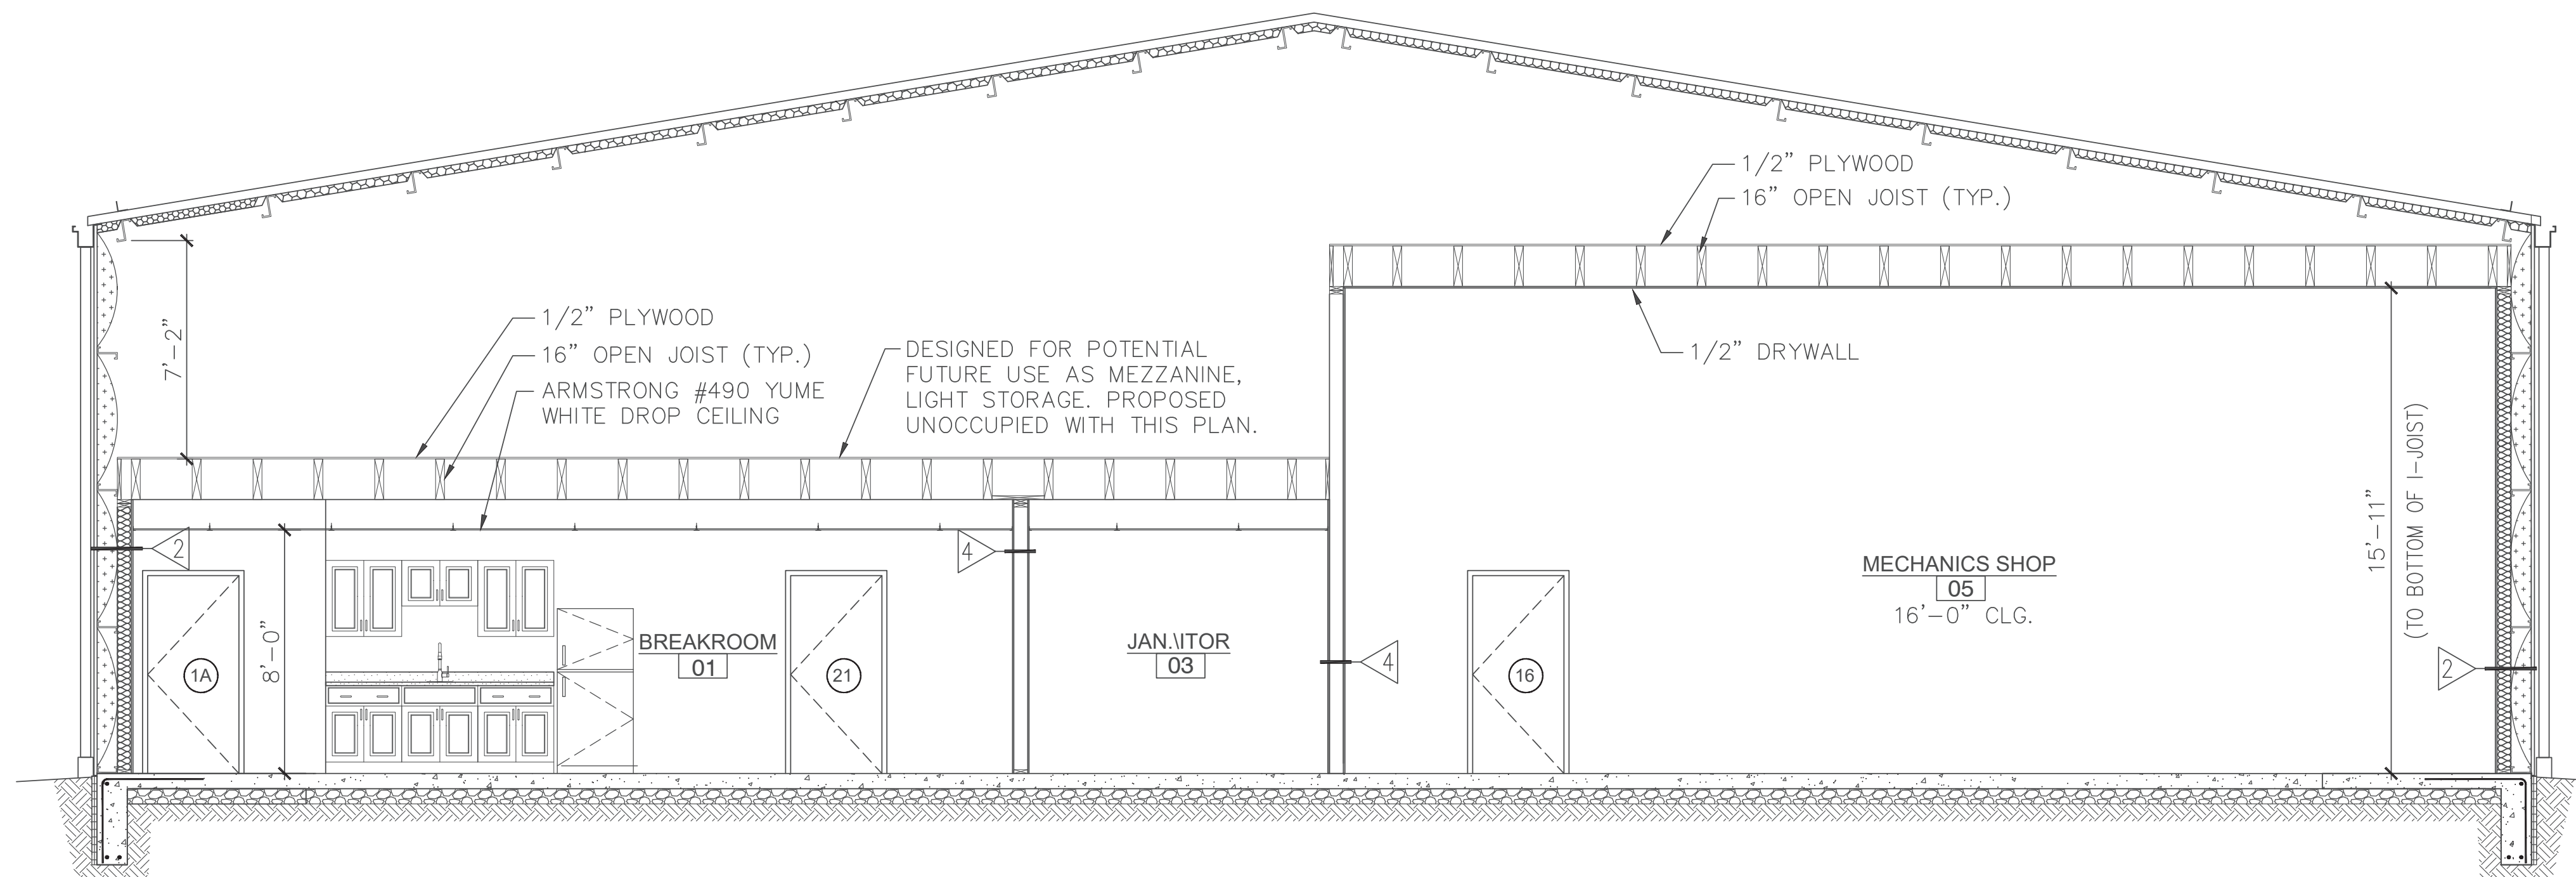 1/2” PLYWOOD
16” OPEN JOIST (TYP.)
1/2” DRYWALL
7’-2”
1/2” PLYWOOD
16” OPEN JOIST (TYP.)
ARMSTRONG #490 YUME
WHITE DROP CEILING
DESIGNED FOR POTENTIAL
FUTURE USE AS MEZZANINE,
LIGHT STORAGE. PROPOSED
UNOCCUPIED WITH THIS PLAN.
2
4
1A
8’-0”
BREAKROOM
01
21
JAN.\ITOR
03
4
16
MECHANICS SHOP
05
16’-0” CLG.
15’-11”
(TO BOTTOM OF I-JOIST)
2